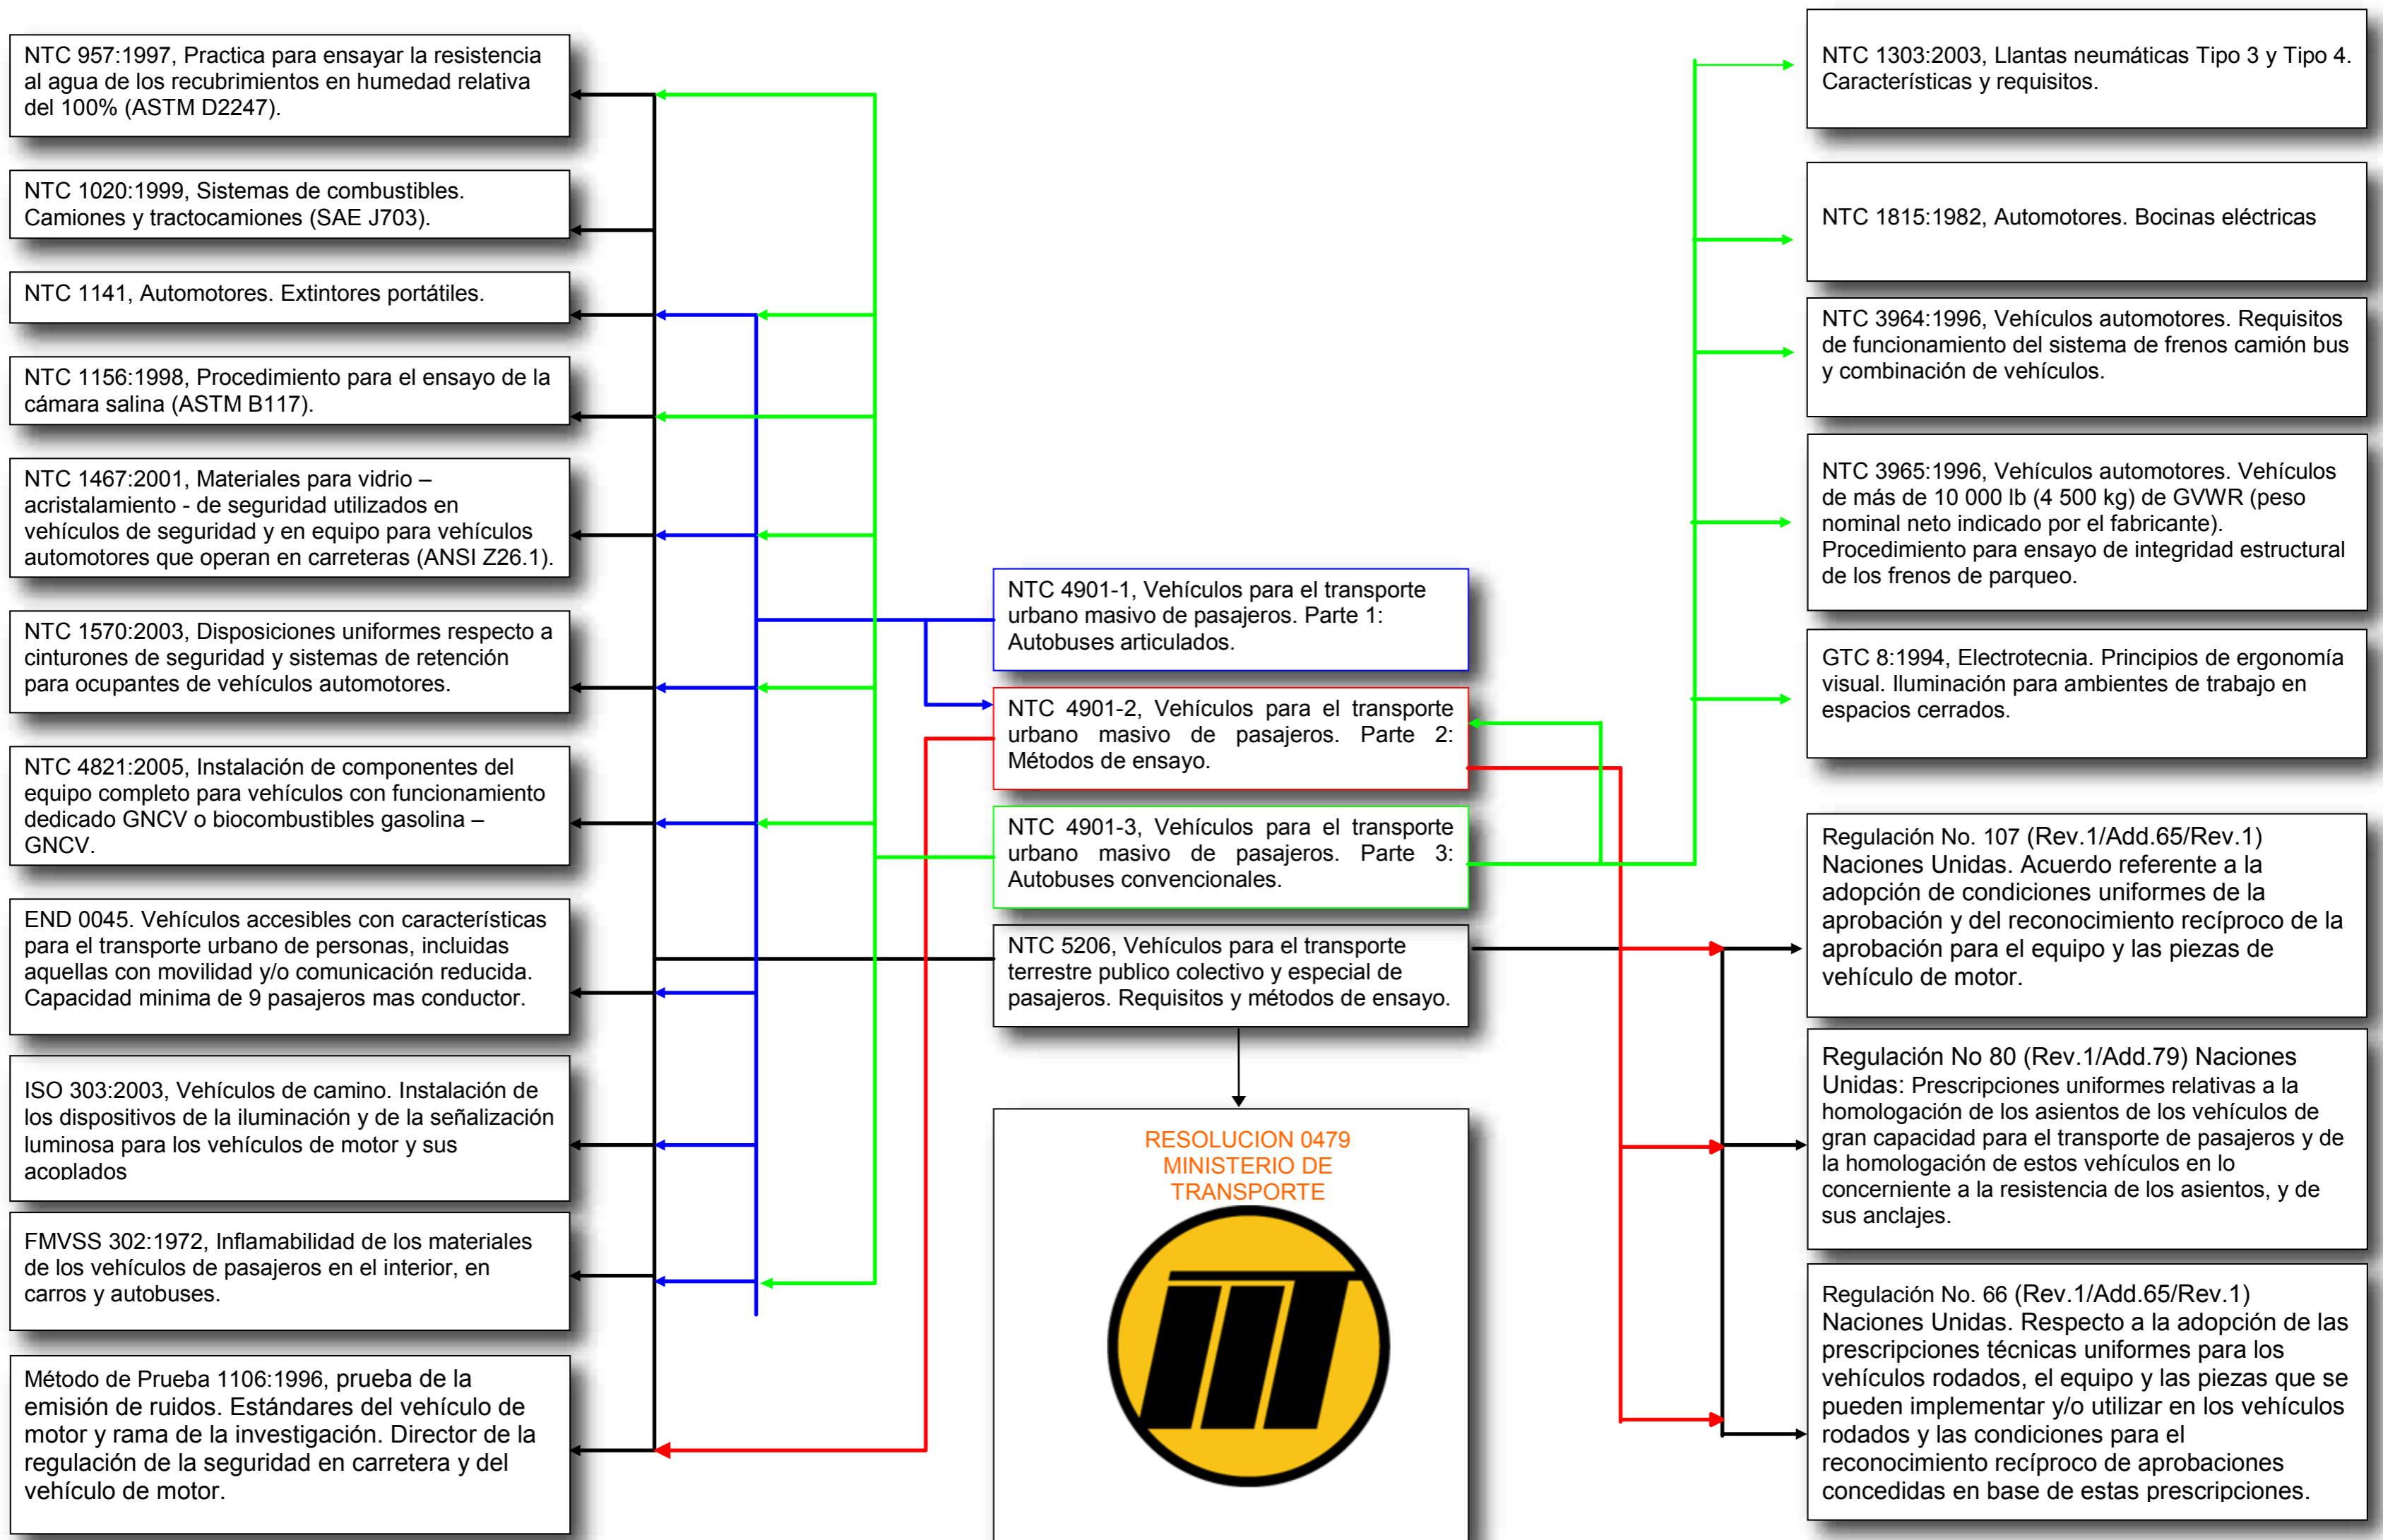 NTC 957:1997, Practica para ensayar la resistencia
al agua de los recubrimientos en humedad relativa
del 100% (ASTM D2247).
NTC 1020:1999, Sistemas de combustibles.
Camiones y tractocamiones (SAE J703).
NTC 1141, Automotores. Extintores portátiles.
NTC 1156:1998, Procedimiento para el ensayo de la
cámara salina (ASTM B117).
NTC 1467:2001, Materiales para vidrio –
acristalamiento - de seguridad utilizados en
vehículos de seguridad y en equipo para vehículos
automotores que operan en carreteras (ANSI Z26.1).
NTC 1570:2003, Disposiciones uniformes respecto a
cinturones de seguridad y sistemas de retención
para ocupantes de vehículos automotores.
NTC 4821:2005, Instalación de componentes del
equipo completo para vehículos con funcionamiento
dedicado GNCV o biocombustibles gasolina –
GNCV.
END 0045. Vehículos accesibles con características
para el transporte urbano de personas, incluidas
aquellas con movilidad y/o comunicación reducida.
Capacidad minima de 9 pasajeros mas conductor.
ISO 303:2003, Vehículos de camino. Instalación de
los dispositivos de la iluminación y de la señalización
luminosa para los vehículos de motor y sus
acoplados
FMVSS 302:1972, Inflamabilidad de los materiales
de los vehículos de pasajeros en el interior, en
carros y autobuses.
Método de Prueba 1106:1996, prueba de la
emisión de ruidos. Estándares del vehículo de
motor y rama de la investigación. Director de la
regulación de la seguridad en carretera y del
vehículo de motor.
NTC 4901-1, Vehículos para el transporte
urbano masivo de pasajeros. Parte 1:
Autobuses articulados.
NTC 4901-2, Vehículos para el transporte
urbano masivo de pasajeros. Parte 2:
Métodos de ensayo.
NTC 4901-3, Vehículos para el transporte
urbano masivo de pasajeros. Parte 3:
Autobuses convencionales.
NTC 5206, Vehículos para el transporte
terrestre publico colectivo y especial de
pasajeros. Requisitos y métodos de ensayo.
RESOLUCION 0479
MINISTERIO DE
TRANSPORTE
NTC 1303:2003, Llantas neumáticas Tipo 3 y Tipo 4.
Características y requisitos.
NTC 1815:1982, Automotores. Bocinas eléctricas
NTC 3964:1996, Vehículos automotores. Requisitos
de funcionamiento del sistema de frenos camión bus
y combinación de vehículos.
NTC 3965:1996, Vehículos automotores. Vehículos
de más de 10 000 lb (4 500 kg) de GVWR (peso
nominal neto indicado por el fabricante).
Procedimiento para ensayo de integridad estructural
de los frenos de parqueo.
GTC 8:1994, Electrotecnia. Principios de ergonomía
visual. Iluminación para ambientes de trabajo en
espacios cerrados.
Regulación No. 107 (Rev.1/Add.65/Rev.1)
Naciones Unidas. Acuerdo referente a la
adopción de condiciones uniformes de la
aprobación y del reconocimiento recíproco de la
aprobación para el equipo y las piezas de
vehículo de motor.
Regulación No 80 (Rev.1/Add.79) Naciones
Unidas: Prescripciones uniformes relativas a la
homologación de los asientos de los vehículos de
gran capacidad para el transporte de pasajeros y de
la homologación de estos vehículos en lo
concerniente a la resistencia de los asientos, y de
sus anclajes.
Regulación No. 66 (Rev.1/Add.65/Rev.1)
Naciones Unidas. Respecto a la adopción de las
prescripciones técnicas uniformes para los
vehículos rodados, el equipo y las piezas que se
pueden implementar y/o utilizar en los vehículos
rodados y las condiciones para el
reconocimiento recíproco de aprobaciones
concedidas en base de estas prescripciones.